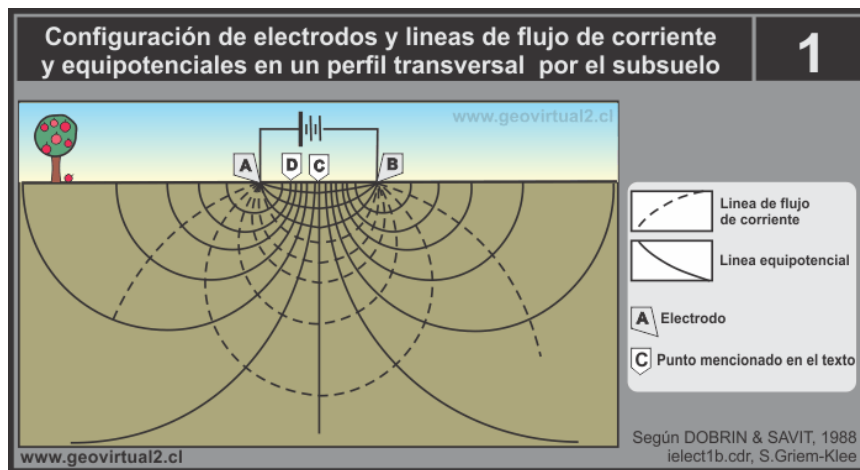 Configuración de electrodos y lineas de flujo de corriente
y equipotenciales en un perfil transversal por el subsuelo
1
www.geovirtual2.cl
A
D
C
B
Linea de flujo
de corriente
Linea equipotencial
A Electrodo
C Punto mencionado en el texto
Según DOBRIN & SAVIT, 1988
ielect1b.cdr, S.Griem-Klee
www.geovirtual2.cl